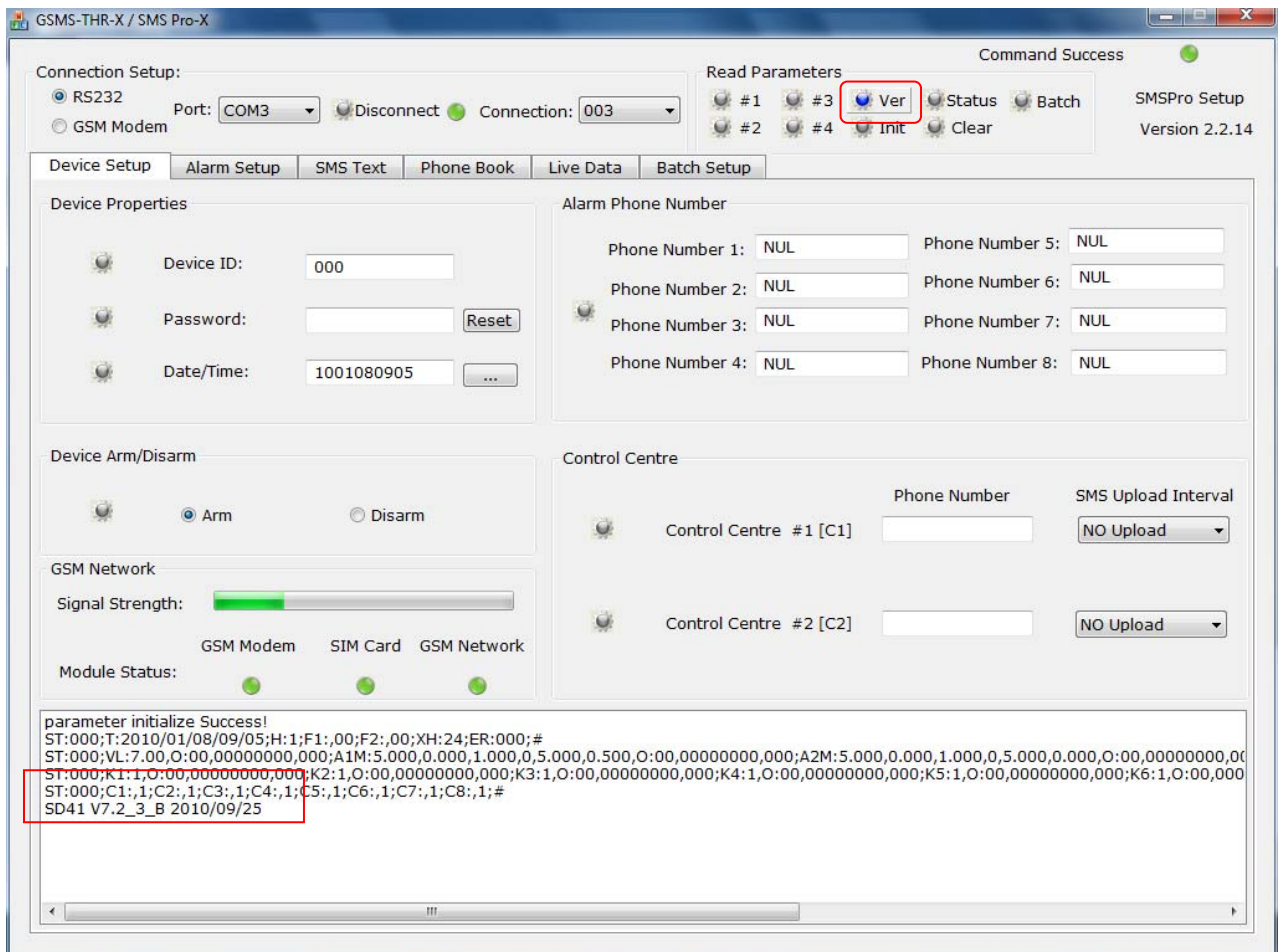 GSMS-THR-X / SMS Pro-X
Command Success
Connection Setup:
RS232
GSM Modem
Port: COM3
Disconnect
Connection: 003
Read Parameters
#1 #3 Ver Status Batch
#2 #4 Init Clear
SMSPro Setup
Version 2.2.14
Device Setup Alarm Setup SMS Text Phone Book Live Data Batch Setup
Device Properties
Device ID: 000
Password: Reset
Date/Time: 1001080905 ...
Alarm Phone Number
Phone Number 1: NUL Phone Number 5: NUL
Phone Number 2: NUL Phone Number 6: NUL
Phone Number 3: NUL Phone Number 7: NUL
Phone Number 4: NUL Phone Number 8: NUL
Device Arm/Disarm
Arm Disarm
Control Centre
Phone Number SMS Upload Interval
Control Centre #1 [C1] NO Upload
Control Centre #2 [C2] NO Upload
GSM Network
Signal Strength:
GSM Modem SIM Card GSM Network
Module Status:
parameter initialize Success!
ST:000;T:2010/01/08/09/05;H:1;F1:,00;F2:,00;XH:24;ER:000;#
ST:000;VL:7.00,O:00,00000000,000;A1M:5.000,0.000,1.000,0,5.000,0.500,O:00,00000000,000;A2M:5.000,0.000,1.000,0,5.000,0.000,O:00,00000000,0
ST:000;K1:1,O:00,00000000,000;K2:1,O:00,00000000,000;K3:1,O:00,00000000,000;K4:1,O:00,00000000,000;K5:1,O:00,00000000,000;K6:1,O:00,000
ST:000;C1:,1;C2:,1;C3:,1;C4:,1;C5:,1;C6:,1;C7:,1;C8:,1;#
SD41 V7.2_3_B 2010/09/25